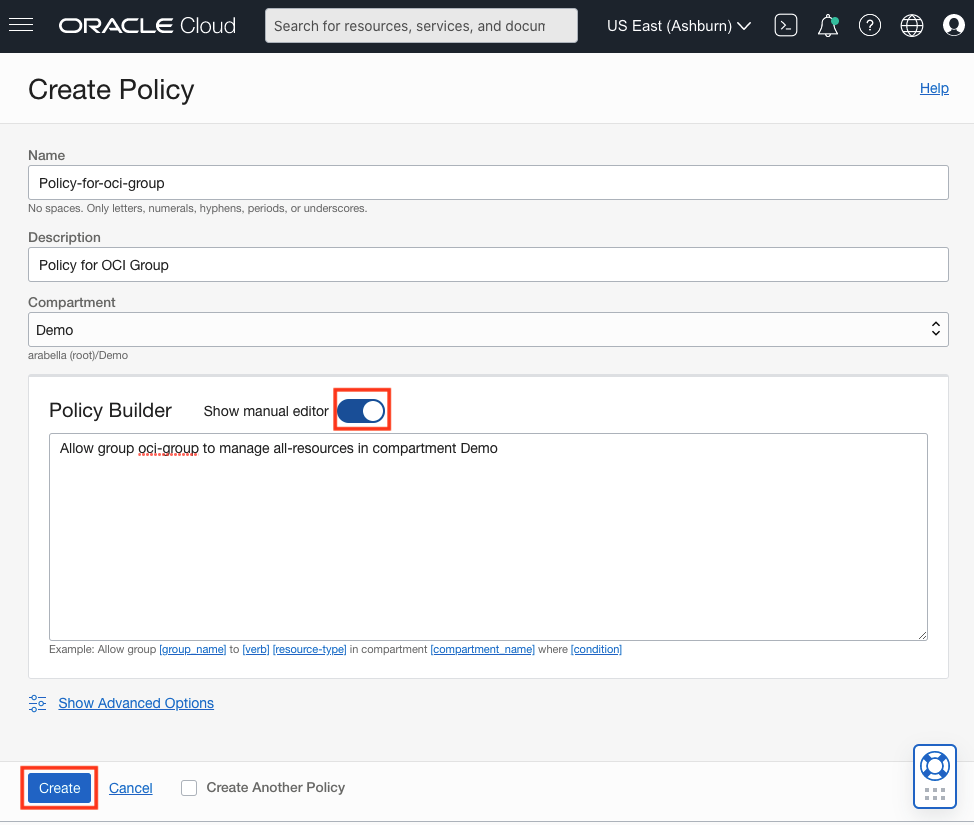 ORACLE Cloud
Search for resources, services, and docum
US East (Ashburn)
Create Policy
Help
Name
Policy-for-oci-group
No spaces. Only letters, numerals, hyphens, periods, or underscores.
Description
Policy for OCI Group
Compartment
Demo
arabella (root)/Demo
Policy Builder
Show manual editor
Allow group oci-group to manage all-resources in compartment Demo
Example: Allow group [group_name] to [verb] [resource-type] in compartment [compartment_name] where [condition]
Show Advanced Options
Create
Cancel
Create Another Policy